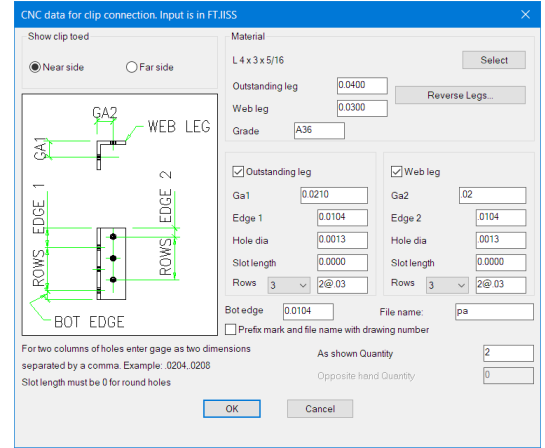 CNC data for clip connection. Input is in FT.IISS
Show clip toed
Near side
Far side
GA2
WEB LEG
GA1
EDGE 1
EDGE 2
ROWS
ROWS
BOT EDGE
For two columns of holes enter gage as two dimensions
separated by a comma. Example: .0204,.0208
Slot length must be 0 for round holes
Material
L 4 x 3 x 5/16
Select
Outstanding leg 0.0400
Web leg 0.0300
Reverse Legs...
Grade A36
Outstanding leg
Ga1 0.0210
Edge 1 0.0104
Hole dia 0.0013
Slot length 0.0000
Rows 3 2@.03
Web leg
Ga2 .02
Edge 2 .0104
Hole dia .0013
Slot length 0.0000
Rows 3 2@.03
Bot edge 0.0104
File name: pa
Prefix mark and file name with drawing number
As shown Quantity 2
Opposite hand Quantity 0
OK
Cancel